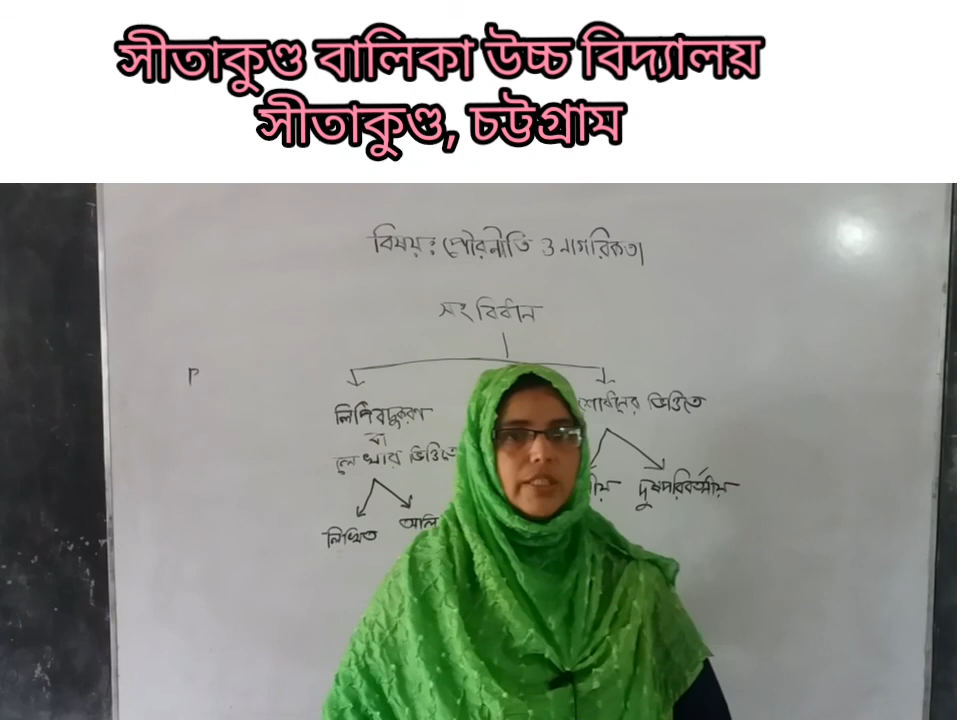 সীতাকুণ্ড বালিকা উচ্চ বিদ্যালয়
সীতাকুণ্ড, চট্টগ্রাম
বিষয়ঃ পৌরনীতি ও নাগরিকতা
সংবিধান
লিপিবদ্ধকরণ
বা
লেখার ভিত্তিতে
লিখিত
ভিত্তিতে
দুষ্পরিবর্তনীয়